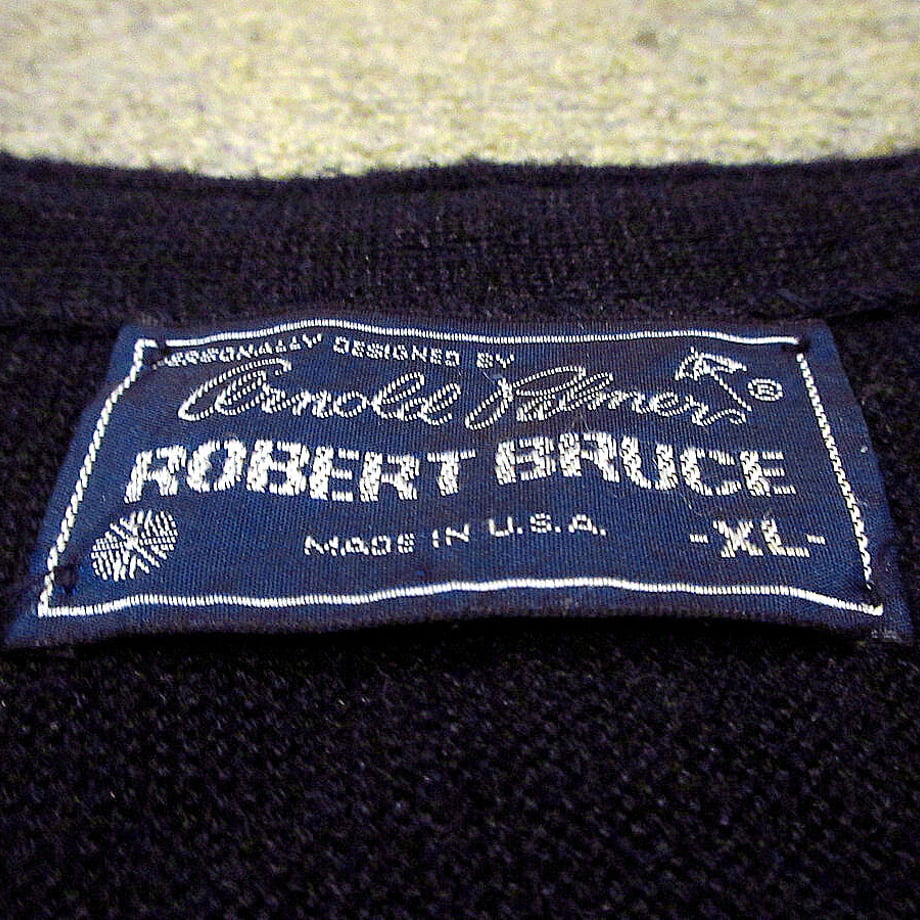 PERSONALLY DESIGNED BY
Arnold Palmer ®
ROBERT BRUCE
MADE IN U.S.A. -XL-